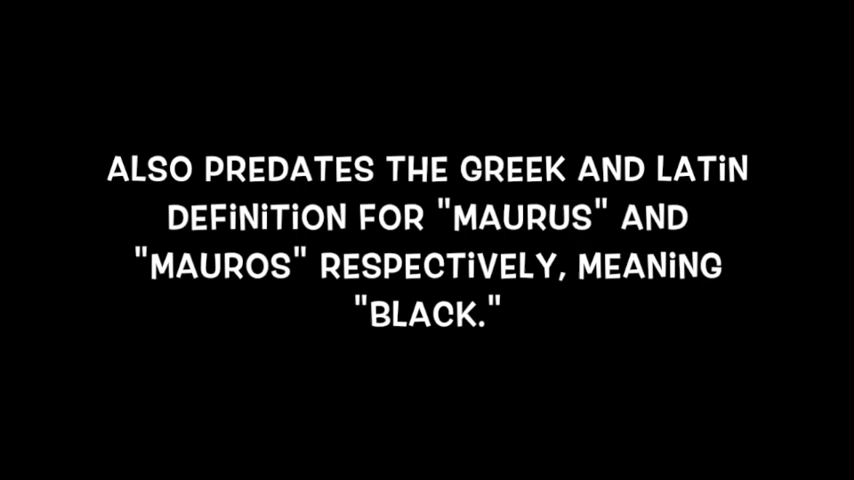 ALSO PREDATES THE GREEK AND LATiN
DEFiNiTiON FOR "MAURUS" AND
"MAUROS" RESPECTiVELY, MEANiNG
"BLACK."